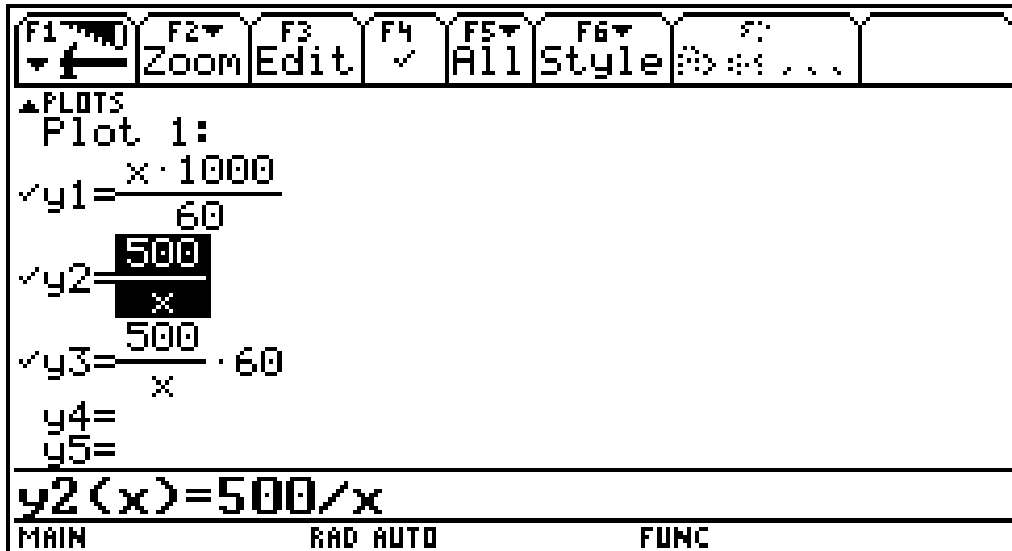 F1 F2 F3 F4 F5 F6
Zoom Edit ✓ All Style
PLOTS
Plot 1:
✓y1=x·1000
60
✓y2=500
x
✓y3=500·60
x
y4=
y5=
y2(x)=500/x
MAIN RAD AUTO FUNC